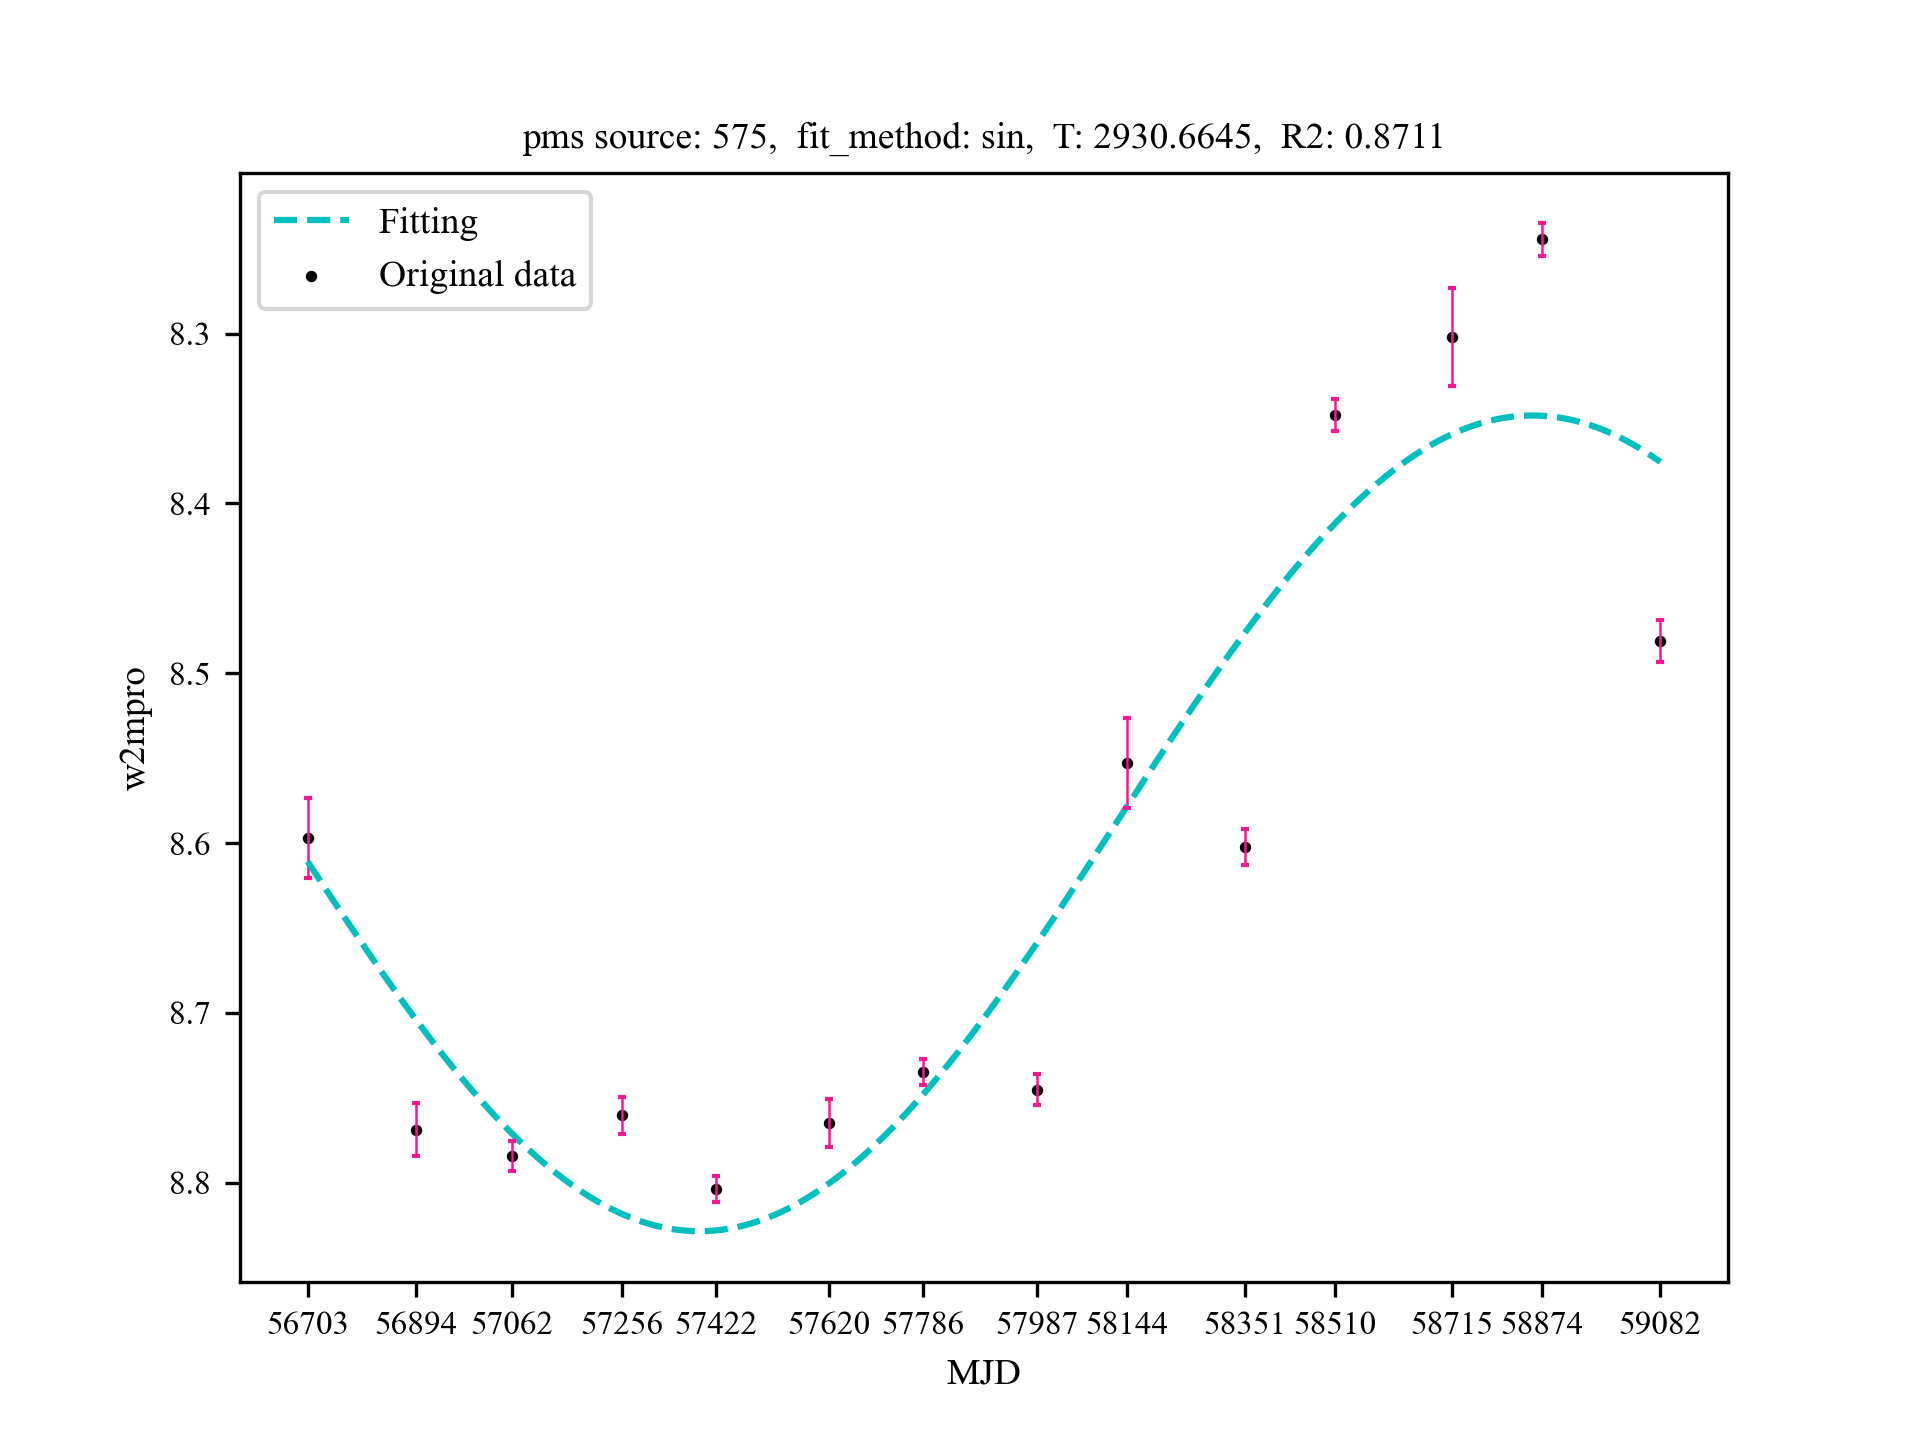 pms source: 575,  fit_method: sin,  T: 2930.6645,  R2: 0.8711
Fitting
Original data
8.3
8.4
8.5
8.6
8.7
8.8
w2mpro
56703 56894 57062 57256 57422 57620 57786 57987 58144 58351 58510 58715 58874 59082
MJD